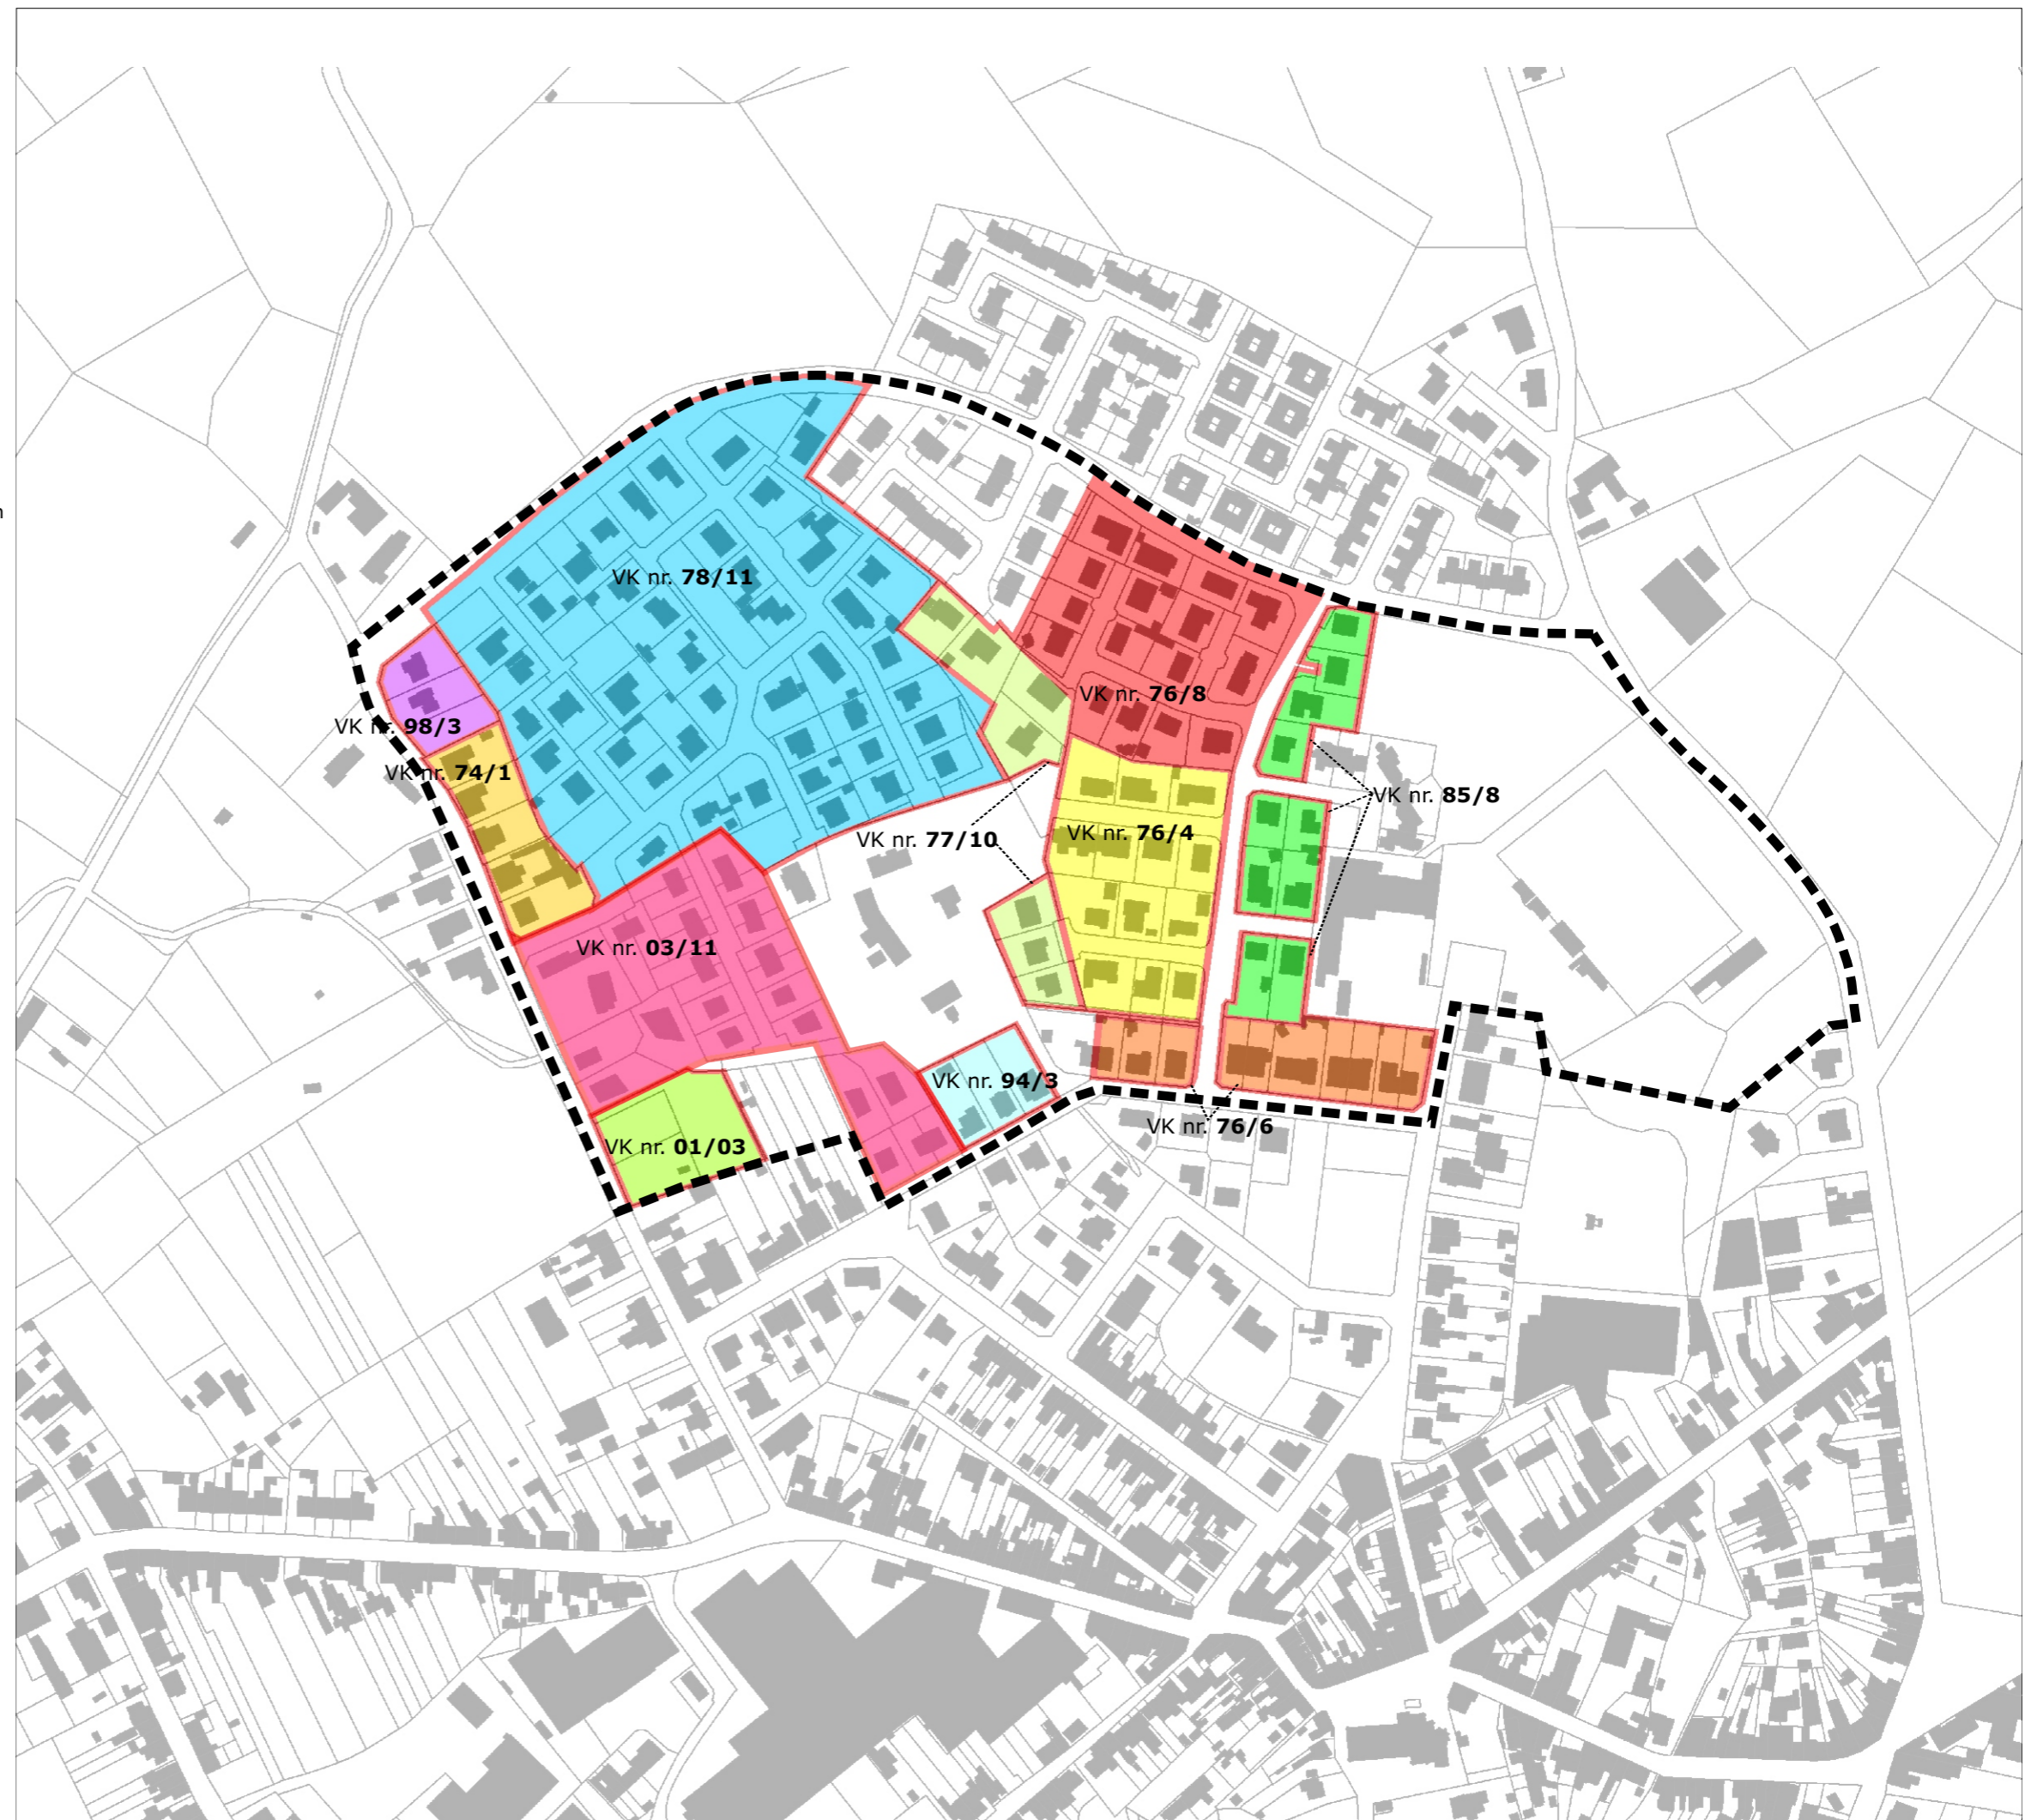 n
VK nr. 78/11
VK nr. 76/8
VK nr. 98/3
VK nr. 74/1
VK nr. 85/8
VK nr. 76/4
VK nr. 77/10
VK nr. 03/11
VK nr. 94/3
VK nr. 76/6
VK nr. 01/03